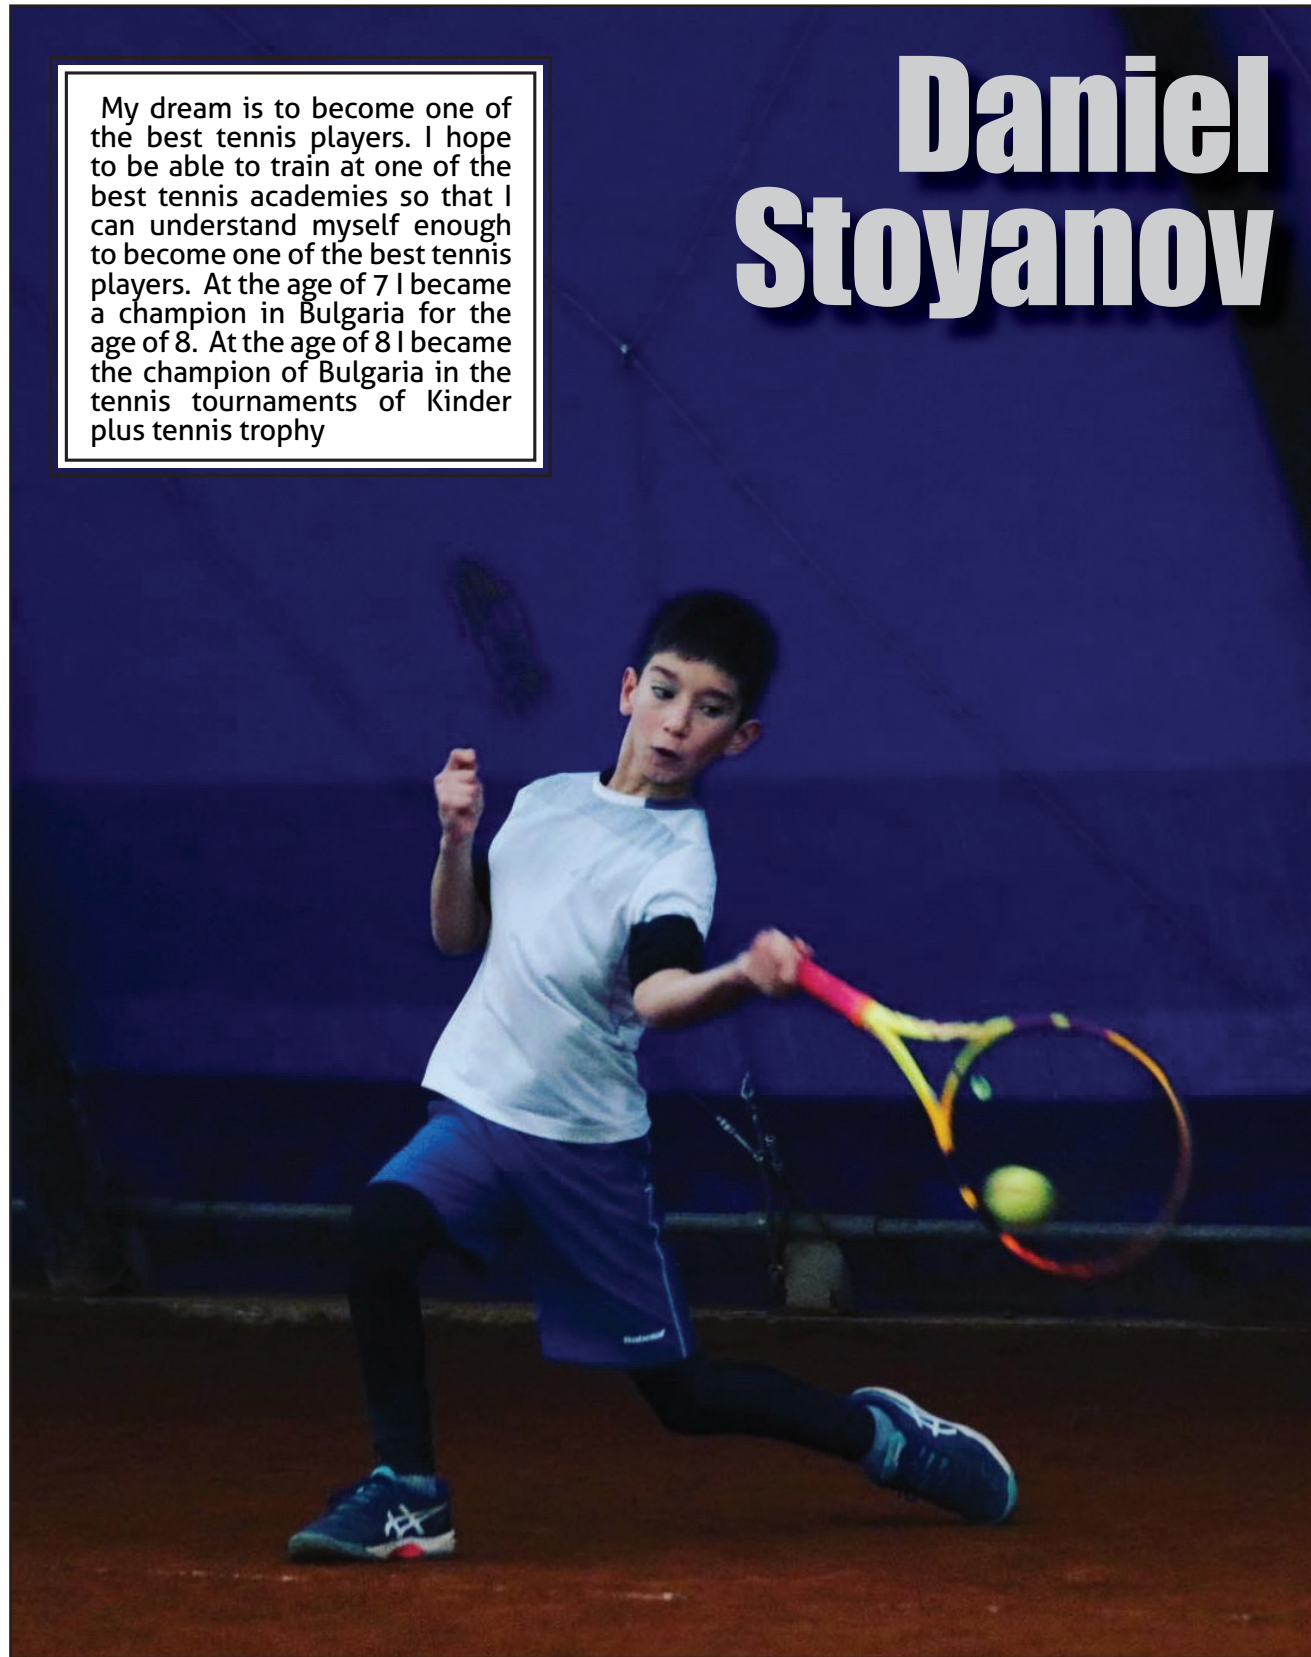 My dream is to become one of
the best tennis players. I hope
to be able to train at one of the
best tennis academies so that I
can understand myself enough
to become one of the best tennis
players.  At the age of 7 I became
a champion in Bulgaria for the
age of 8.  At the age of 8 I became
the champion of Bulgaria in the
tennis tournaments of Kinder
plus tennis trophy
Daniel
Stoyanov